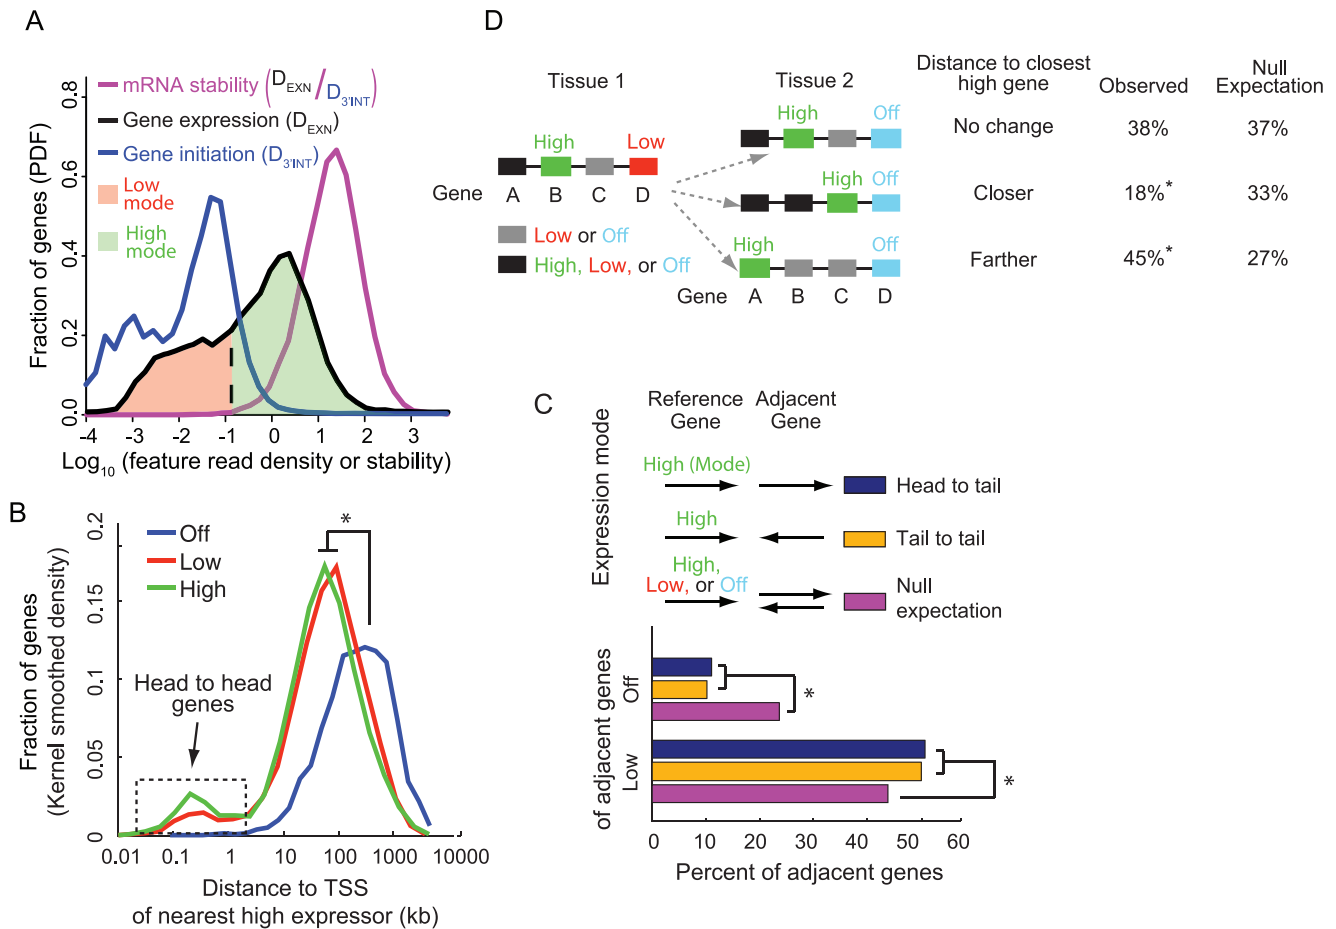 A
mRNA stability (D_EXN / D_3'INT)
Gene expression (D_EXN)
Gene initiation (D_3'INT)
Low
mode
High
mode
Fraction of genes (PDF)
0.8
0.6
0.4
0.2
0.0
-4 -3 -2 -1 0 1 2 3
Log10 (feature read density or stability)
B
Off
Low
High
*
Head to head
genes
Fraction of genes
(Kernel smoothed density)
0.2
0.15
0.1
0.05
0
0.01 0.1 1 10 100 1000 10000
Distance to TSS
of nearest high expressor (kb)
D
Tissue 1
High
Low
Gene A B C D
Low or Off
High, Low, or Off
Tissue 2
High
Off
High
Off
High
Off
Gene A B C D
Distance to closest
high gene
Observed
Null
Expectation
No change 38% 37%
Closer 18%* 33%
Farther 45%* 27%
C
Expression mode
Reference
Gene
Adjacent
Gene
High (Mode)
Head to tail
High
Tail to tail
High,
Low, or Off
Null
expectation
Expression mode
of adjacent genes
Off
Low
*
*
0 10 20 30 40 50 60
Percent of adjacent genes